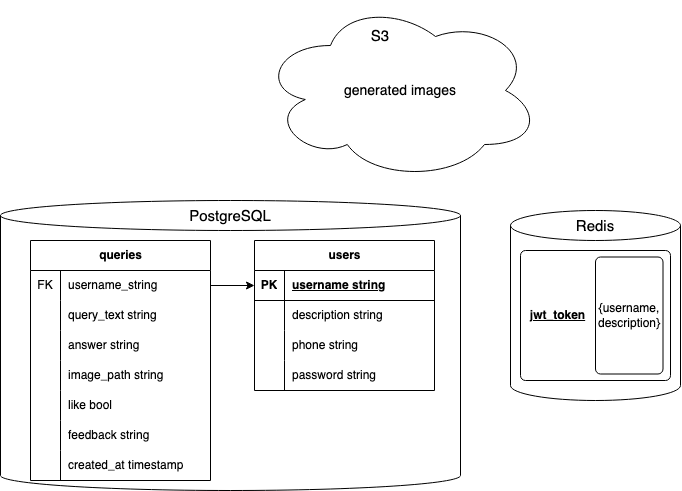 S3
generated images
PostgreSQL
queries
FK username_string
query_text string
answer string
image_path string
like bool
feedback string
created_at timestamp
users
PK username string
description string
phone string
password string
Redis
jwt_token
{username,
description}